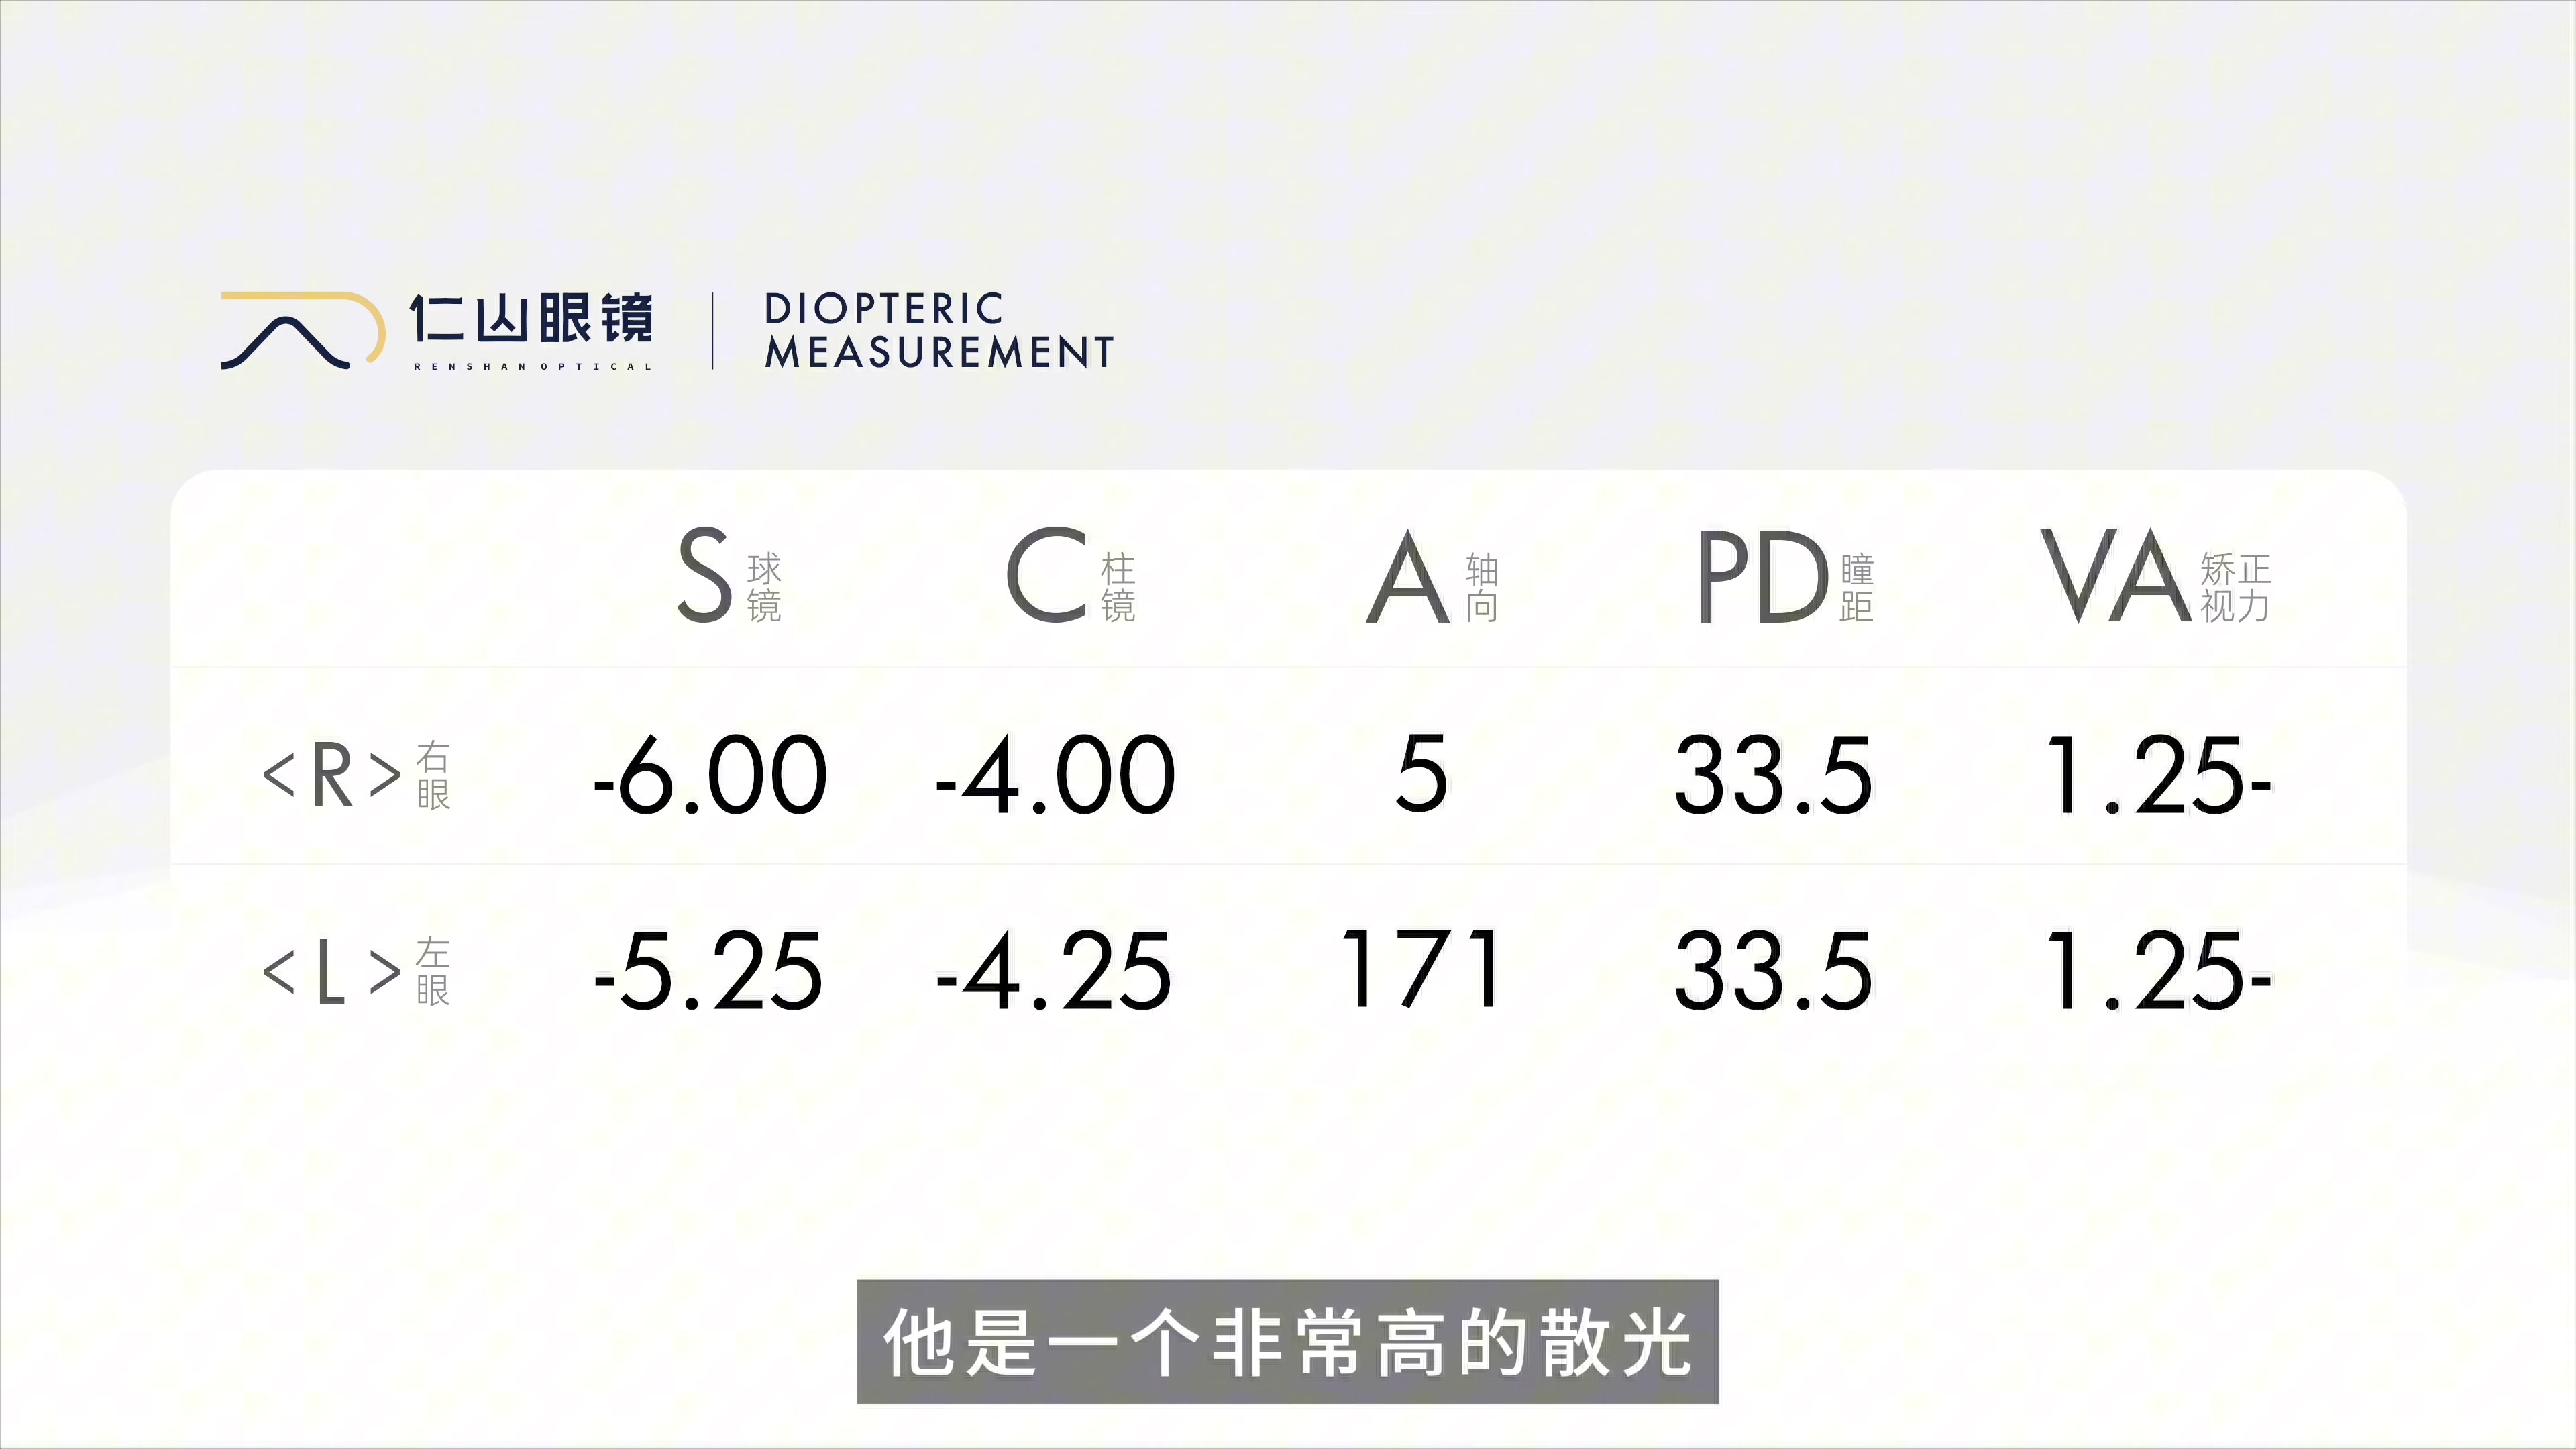 仁山眼镜
RENSHAN OPTICAL
DIOPTERIC
MEASUREMENT
S 球镜 C 柱镜 A 轴向 PD 瞳距 VA 矫正视力
<R> 右眼 -6.00 -4.00 5 33.5 1.25-
<L> 左眼 -5.25 -4.25 171 33.5 1.25-
他是一个非常高的散光